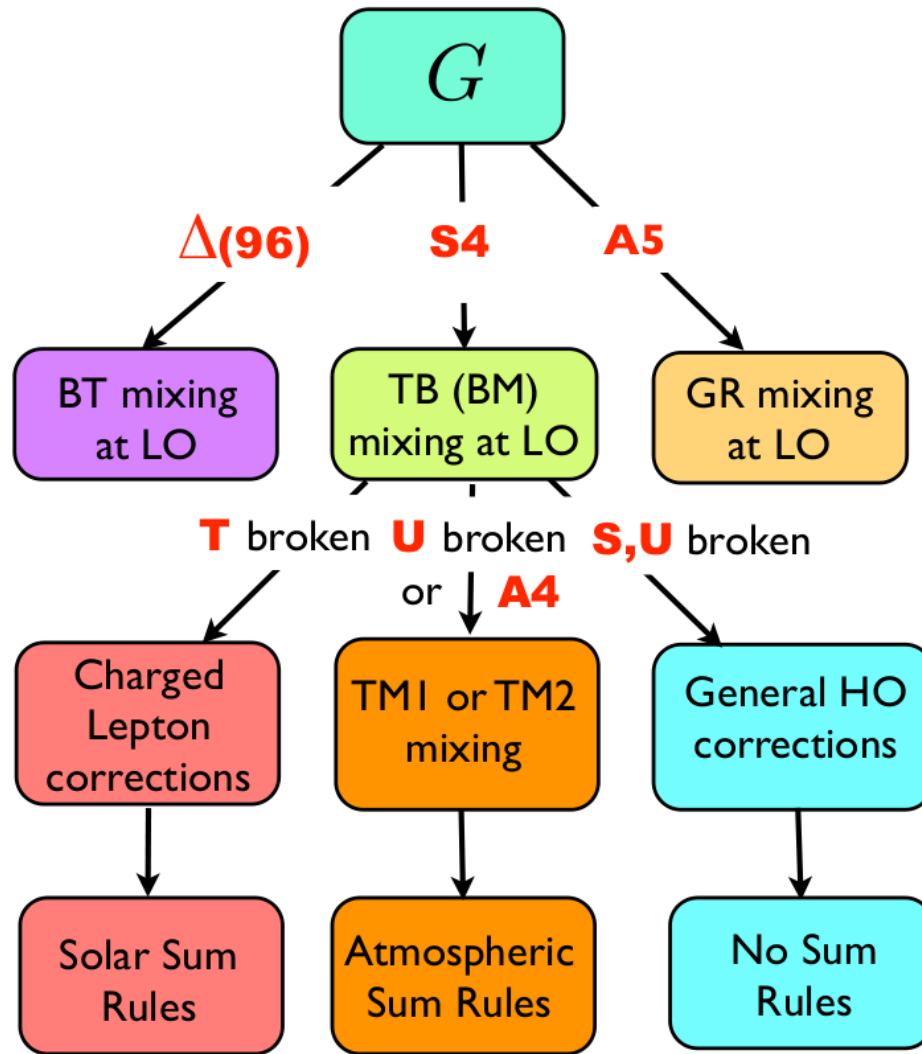 G
Δ(96) S4 A5
BT mixing
at LO
TB (BM)
mixing at LO
GR mixing
at LO
T broken U broken S,U broken
or A4
Charged
Lepton
corrections
TM1 or TM2
mixing
General HO
corrections
Solar Sum
Rules
Atmospheric
Sum Rules
No Sum
Rules